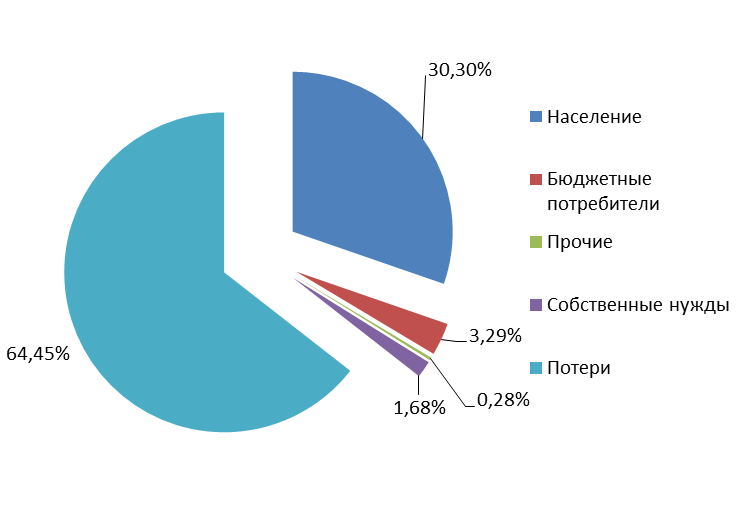 30,30%
Население
Бюджетные
потребители
Прочие
Собственные нужды
3,29%
64,45%
Потери
0,28%
1,68%